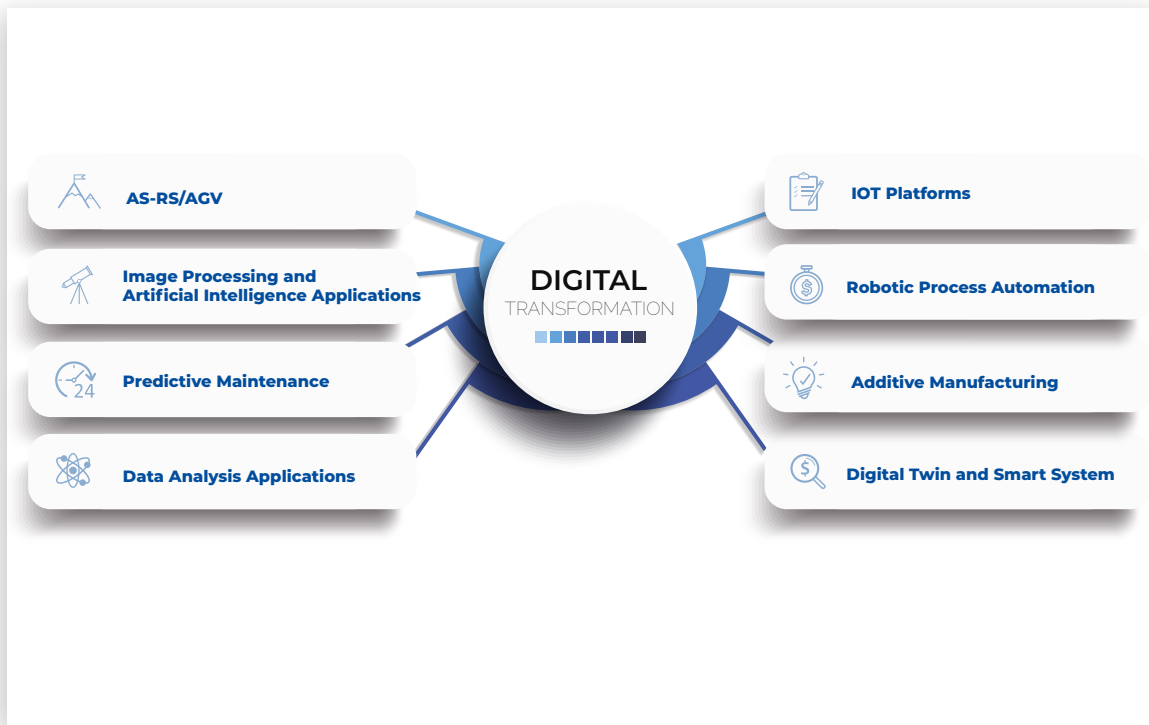 AS-RS/AGV
Image Processing and
Artificial Intelligence Applications
Predictive Maintenance
24
Data Analysis Applications
DIGITAL
TRANSFORMATION
IOT Platforms
$
Robotic Process Automation
Additive Manufacturing
$
Digital Twin and Smart System